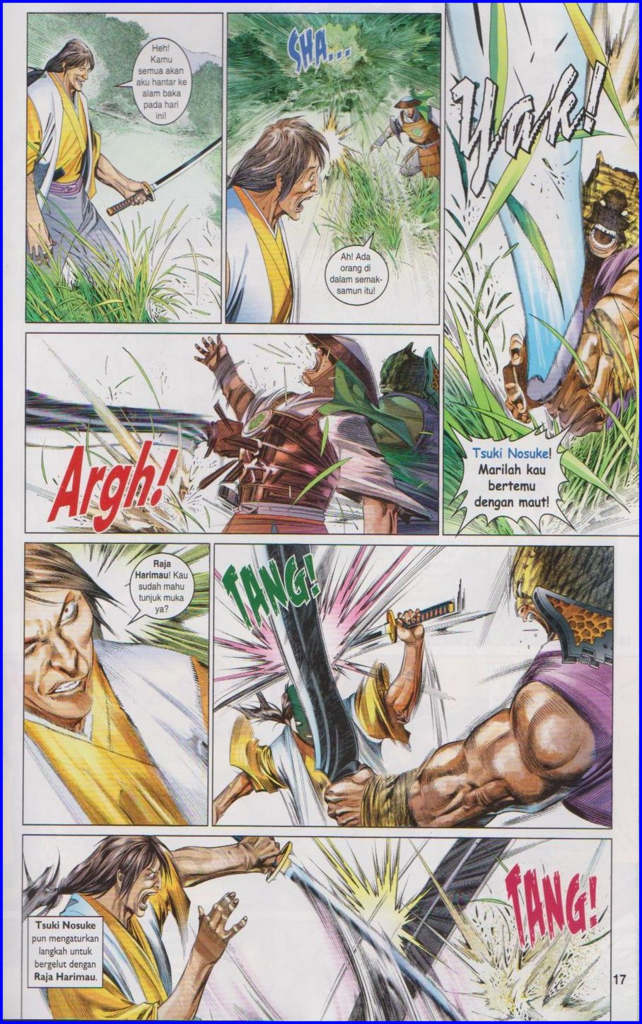 Heh!
Kamu
semua akan
aku hantar ke
alam baka
pada hari
ini!
SHA...
Ah! Ada
orang di
dalam semak-
samun itu!
Yak!
Tsuki Nosuke!
Marilah kau
bertemu
dengan maut!
Argh!
Raja
Harimau! Kau
sudah mahu
tunjuk muka
ya?
TANG!
TANG!
Tsuki Nosuke
pun mengaturkan
langkah untuk
bergelut dengan
Raja Harimau.
17